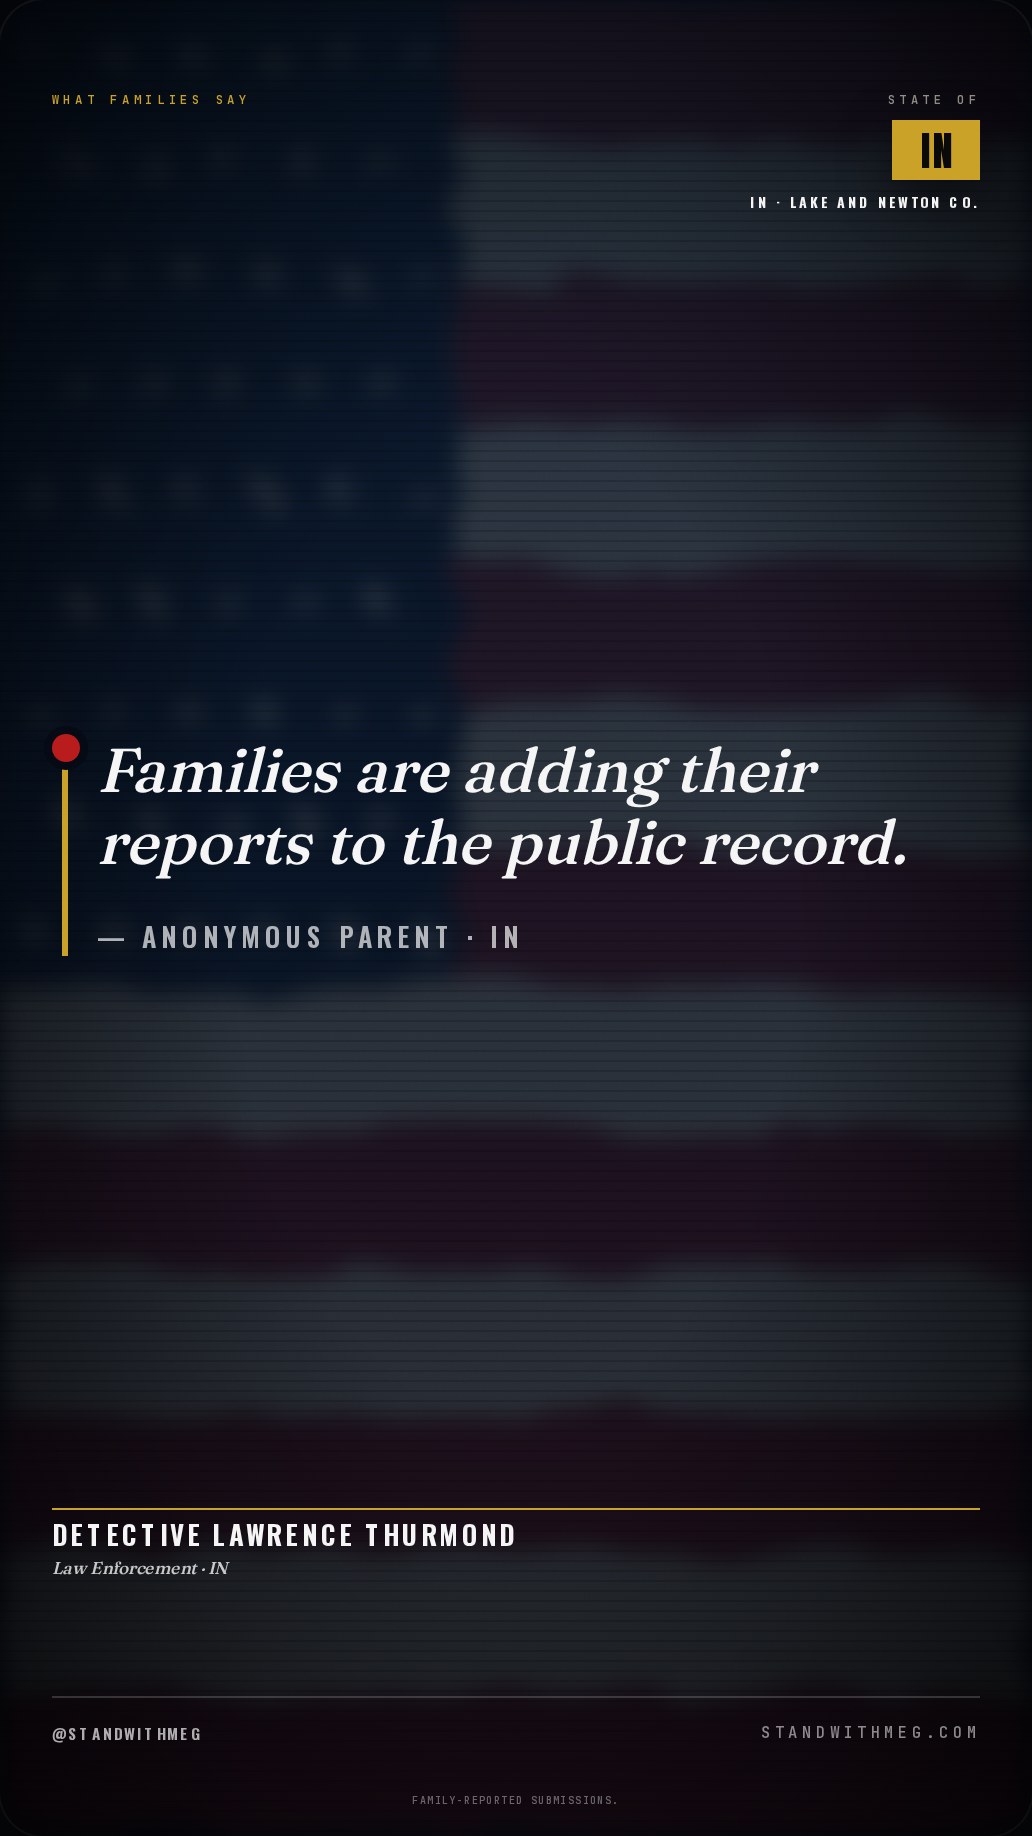 WHAT FAMILIES SAY
STATE OF
IN
IN · LAKE AND NEWTON CO.
Families are adding their
reports to the public record.
— ANONYMOUS PARENT · IN
DETECTIVE LAWRENCE THURMOND
Law Enforcement · IN
@STANDWITHMEG
STANDWITHMEG.COM
FAMILY-REPORTED SUBMISSIONS.